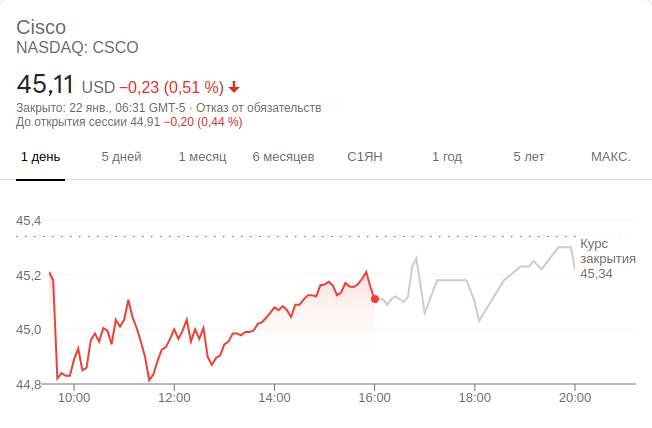 Cisco
NASDAQ: CSCO
45,11 USD −0,23 (0,51 %)
Закрыто: 22 янв., 06:31 GMT-5 · Отказ от обязательств
До открытия сессии 44,91 −0,20 (0,44 %)
1 день 5 дней 1 месяц 6 месяцев С1ЯН 1 год 5 лет МАКС.
45,4
Курс
закрытия
45,34
45,2
45,0
44,8
10:00 12:00 14:00 16:00 18:00 20:00